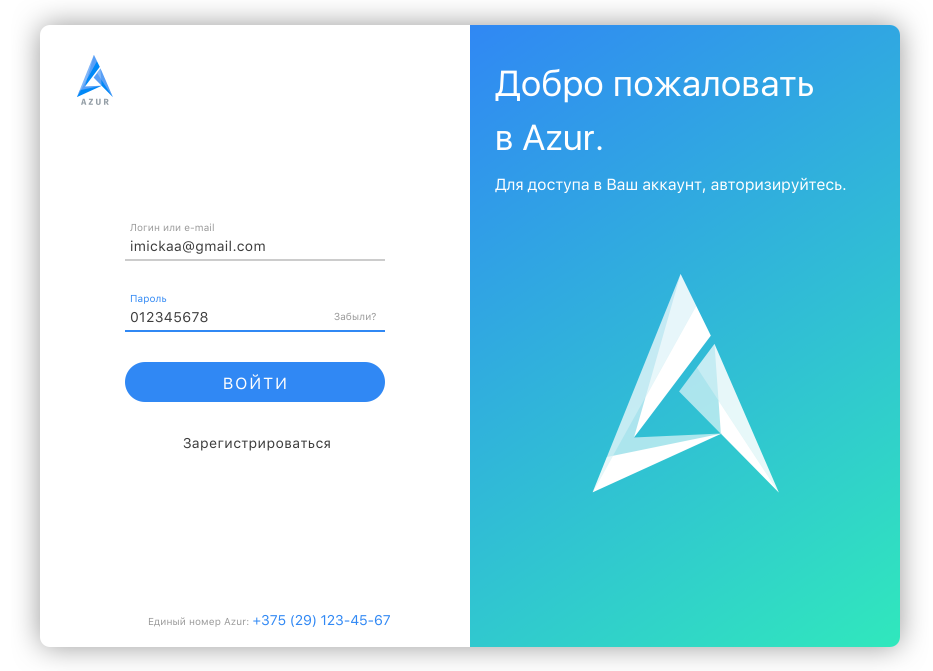 AZUR
Логин или e-mail
imickaa@gmail.com
Пароль
012345678 Забыли?
ВОЙТИ
Зарегистрироваться
Единый номер Azur: +375 (29) 123-45-67
Добро пожаловать
в Azur.
Для доступа в Ваш аккаунт, авторизируйтесь.